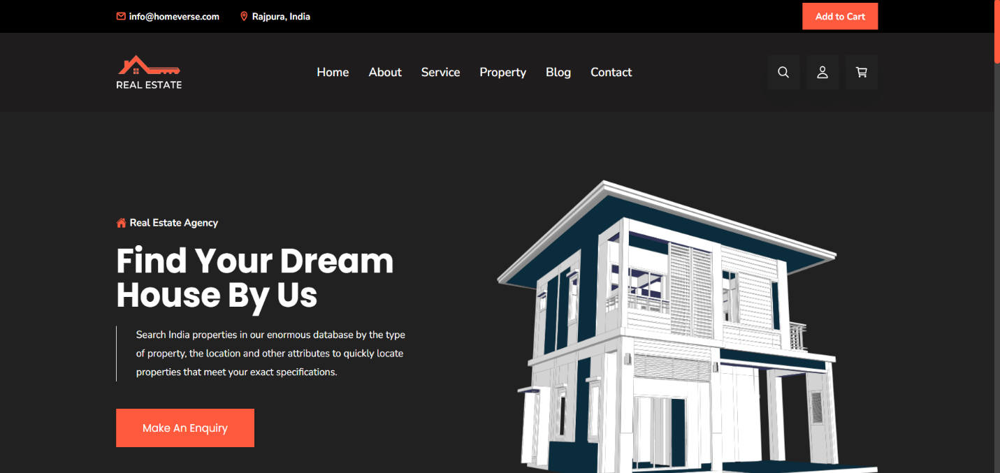 info@homeverse.com Rajpura, India Add to Cart
REAL ESTATE
Home About Service Property Blog Contact
Real Estate Agency
Find Your Dream
House By Us
Search India properties in our enormous database by the type
of property, the location and other attributes to quickly locate
properties that meet your exact specifications.
Make An Enquiry